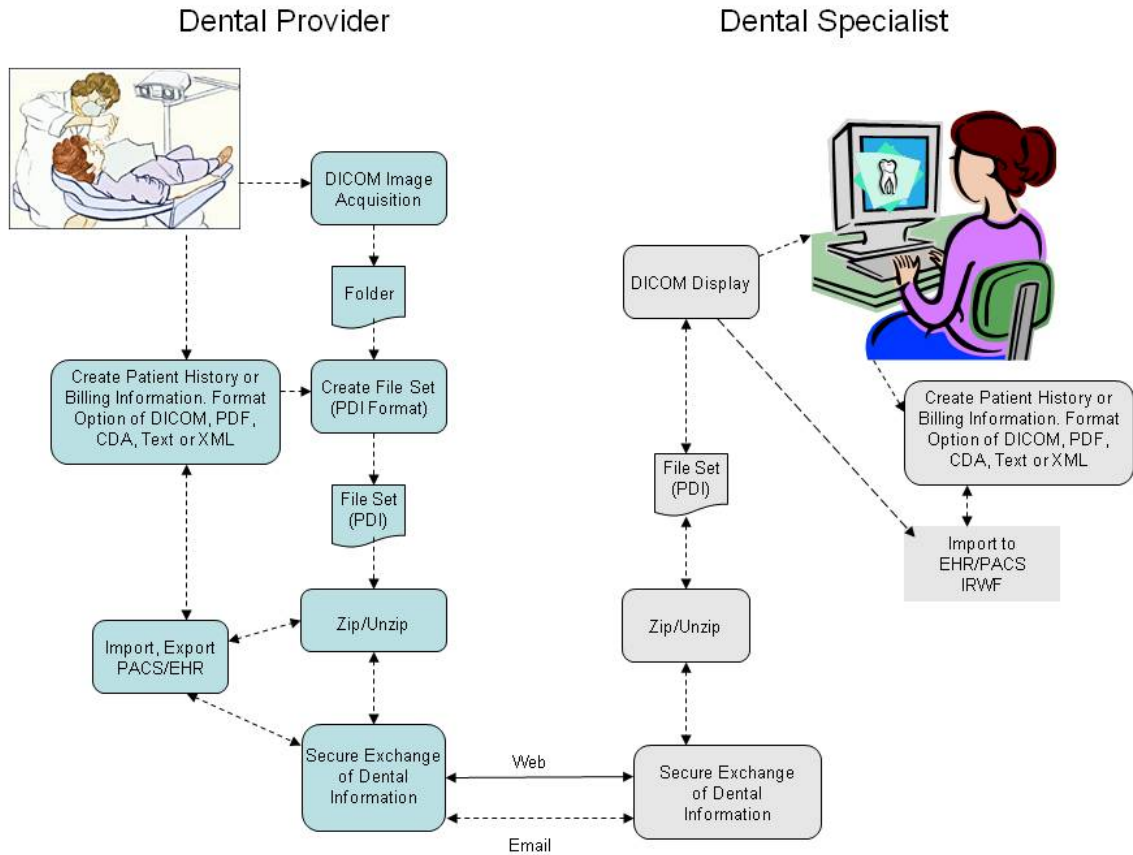 Dental Provider
Dental Specialist
DICOM Image
Acquisition
Folder
Create Patient History or
Billing Information. Format
Option of DICOM, PDF,
CDA, Text or XML
Create File Set
(PDI Format)
File Set
(PDI)
Zip/Unzip
Import, Export
PACS/EHR
Secure Exchange
of Dental
Information
Web
Email
DICOM Display
Create Patient History or
Billing Information. Format
Option of DICOM, PDF,
CDA, Text or XML
File Set
(PDI)
Import to
EHR/PACS
IRWF
Zip/Unzip
Secure Exchange
of Dental
Information